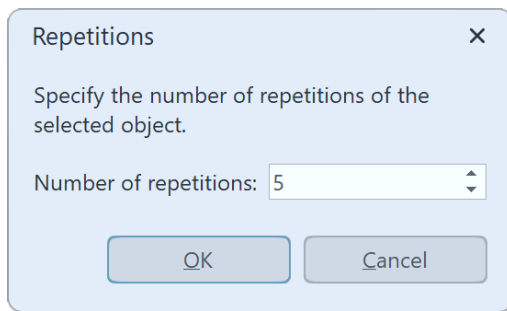 Repetitions
Specify the number of repetitions of the
selected object.
Number of repetitions: 5
OK Cancel